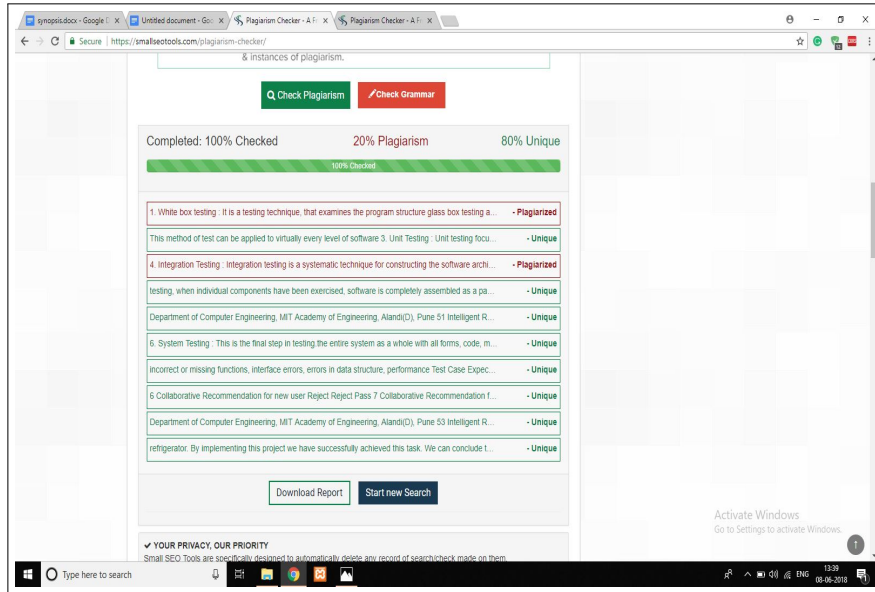 synopsis.docx - Google D
Untitled document - Goo
Plagiarism Checker - A Fr
Plagiarism Checker - A Fr
Secure | https://smallseotools.com/plagiarism-checker/
& instances of plagiarism.
Check Plagiarism
Check Grammar
Completed: 100% Checked 20% Plagiarism 80% Unique
100% Checked
1. White box testing : It is a testing technique, that examines the program structure glass box testing a... - Plagiarized
This method of test can be applied to virtually every level of software 3. Unit Testing : Unit testing focu... - Unique
4. Integration Testing : Integration testing is a systematic technique for constructing the software archi... - Plagiarized
testing, when individual components have been exercised, software is completely assembled as a pa... - Unique
Department of Computer Engineering, MIT Academy of Engineering, Alandi(D), Pune 51 Intelligent R... - Unique
6. System Testing : This is the final step in testing.the entire system as a whole with all forms, code, m... - Unique
incorrect or missing functions, interface errors, errors in data structure, performance Test Case Expec... - Unique
6 Collaborative Recommendation for new user Reject Reject Pass 7 Collaborative Recommendation f... - Unique
Department of Computer Engineering, MIT Academy of Engineering, Alandi(D), Pune 53 Intelligent R... - Unique
refrigerator. By implementing this project we have successfully achieved this task. We can conclude t... - Unique
Download Report
Start new Search
Activate Windows
Go to Settings to activate Windows.
YOUR PRIVACY, OUR PRIORITY
Small SEO Tools are specifically designed to automatically delete any record of search/check made on them.
Type here to search
ENG
13:39
08-06-2018